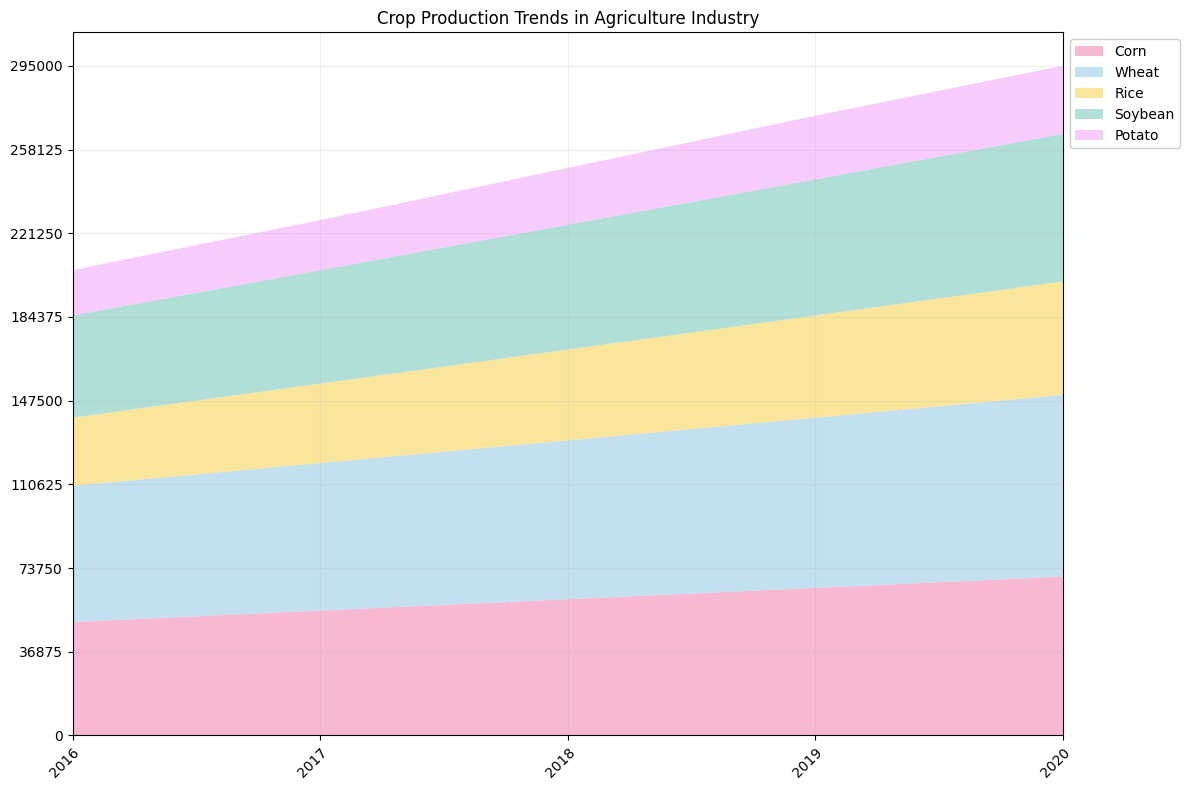 Crop Production Trends in Agriculture Industry
295000
258125
221250
184375
147500
110625
73750
36875
0
2016
2017
2018
2019
2020
Corn
Wheat
Rice
Soybean
Potato